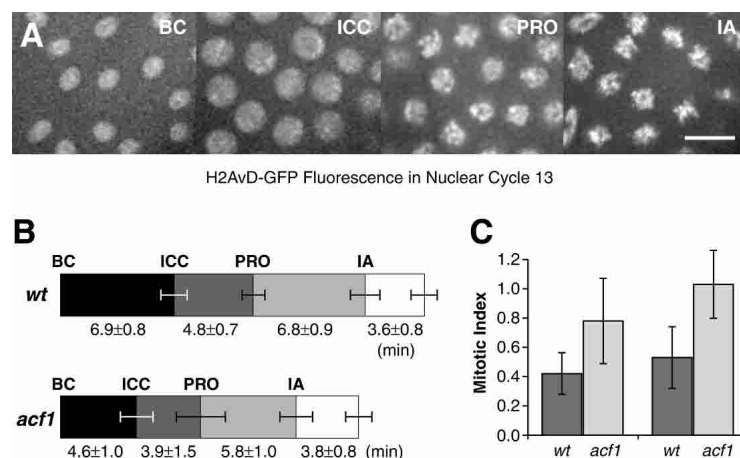 A
BC
ICC
PRO
IA
H2AvD-GFP Fluorescence in Nuclear Cycle 13
B
BC ICC PRO IA
wt
6.9±0.8 4.8±0.7 6.8±0.9 3.6±0.8
(min)
BC ICC PRO IA
acf1
4.6±1.0 3.9±1.5 5.8±1.0 3.8±0.8 (min)
C
Mitotic Index
1.2
1.0
0.8
0.6
0.4
0.2
0.0
wt acf1 wt acf1